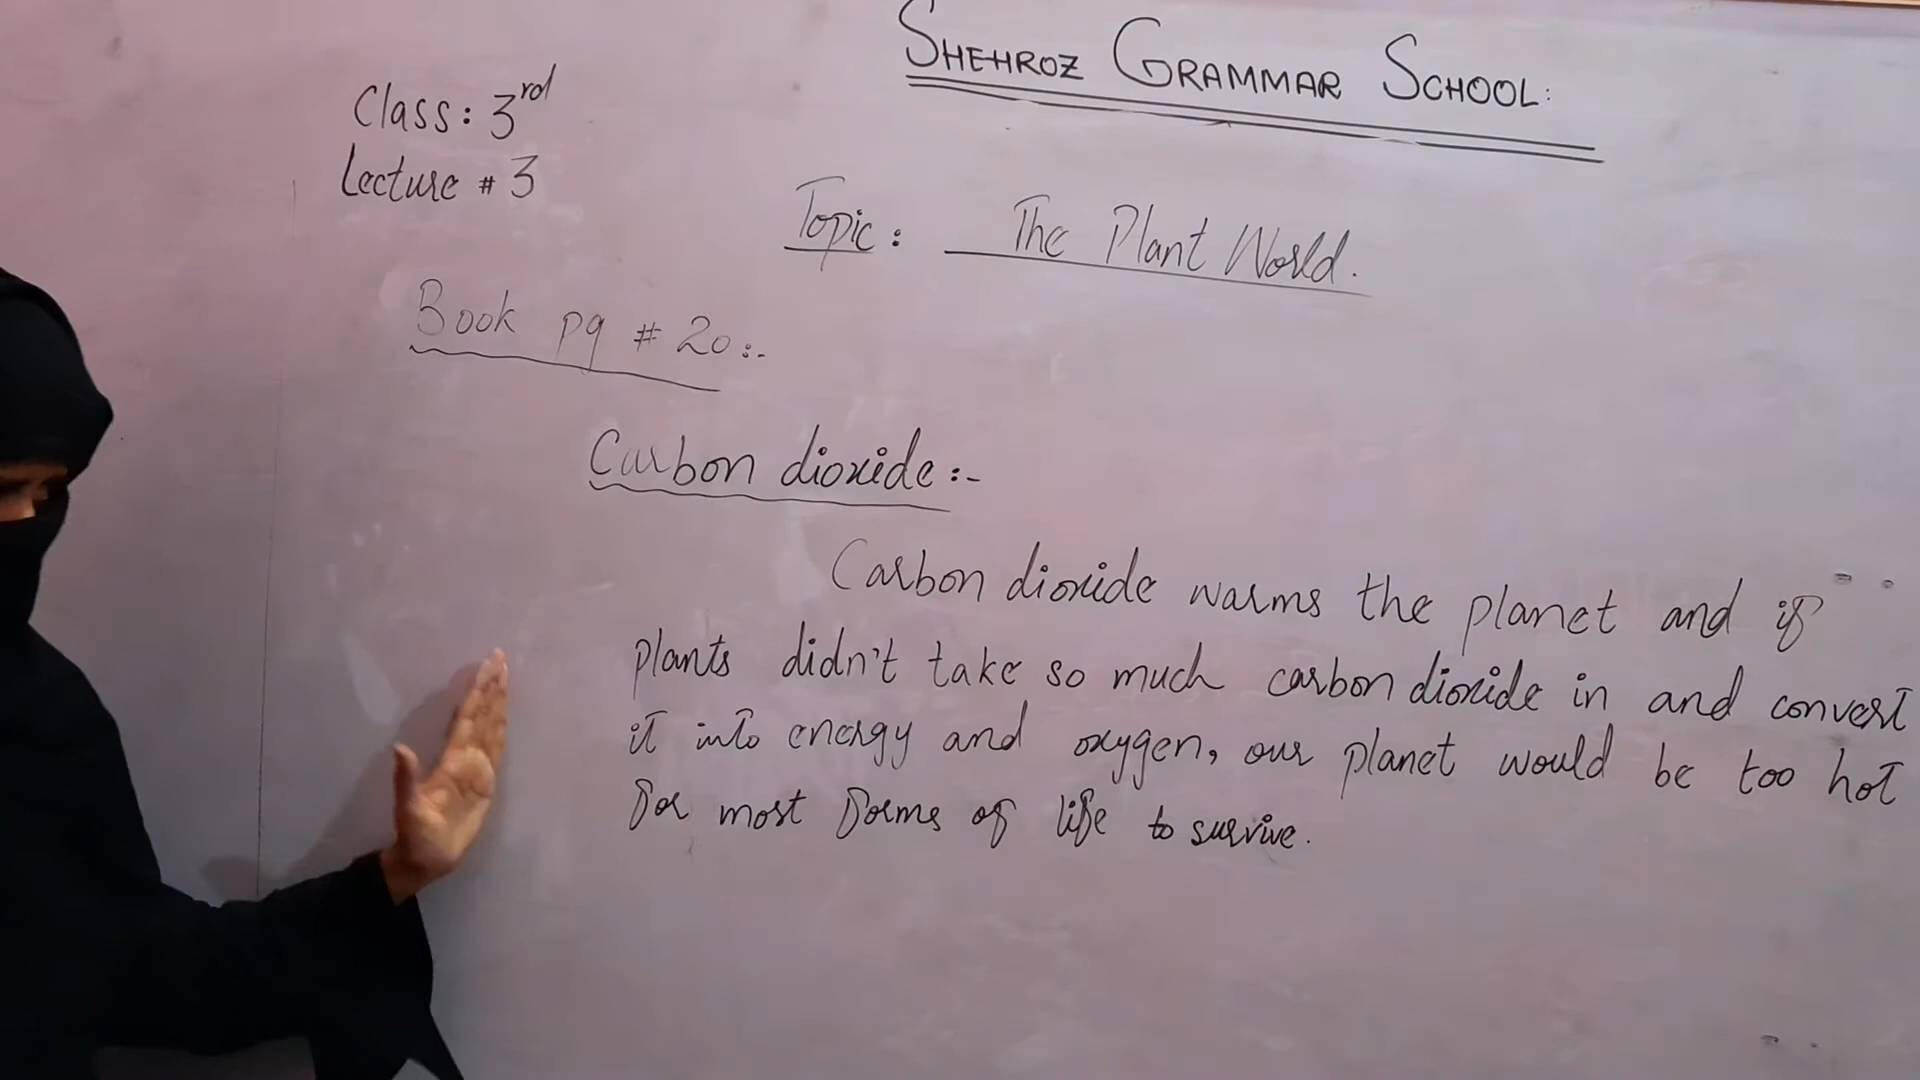 SHEHROZ GRAMMAR SCHOOL:
Class: 3rd
Lecture # 3
Topic: The Plant World.
Book pg # 20:-
Carbon dioxide:-
Carbon dioxide warms the planet and if
plants didn't take so much carbon dioxide in and convert
it into energy and oxygen, our planet would be too hot
for most forms of life to survive.